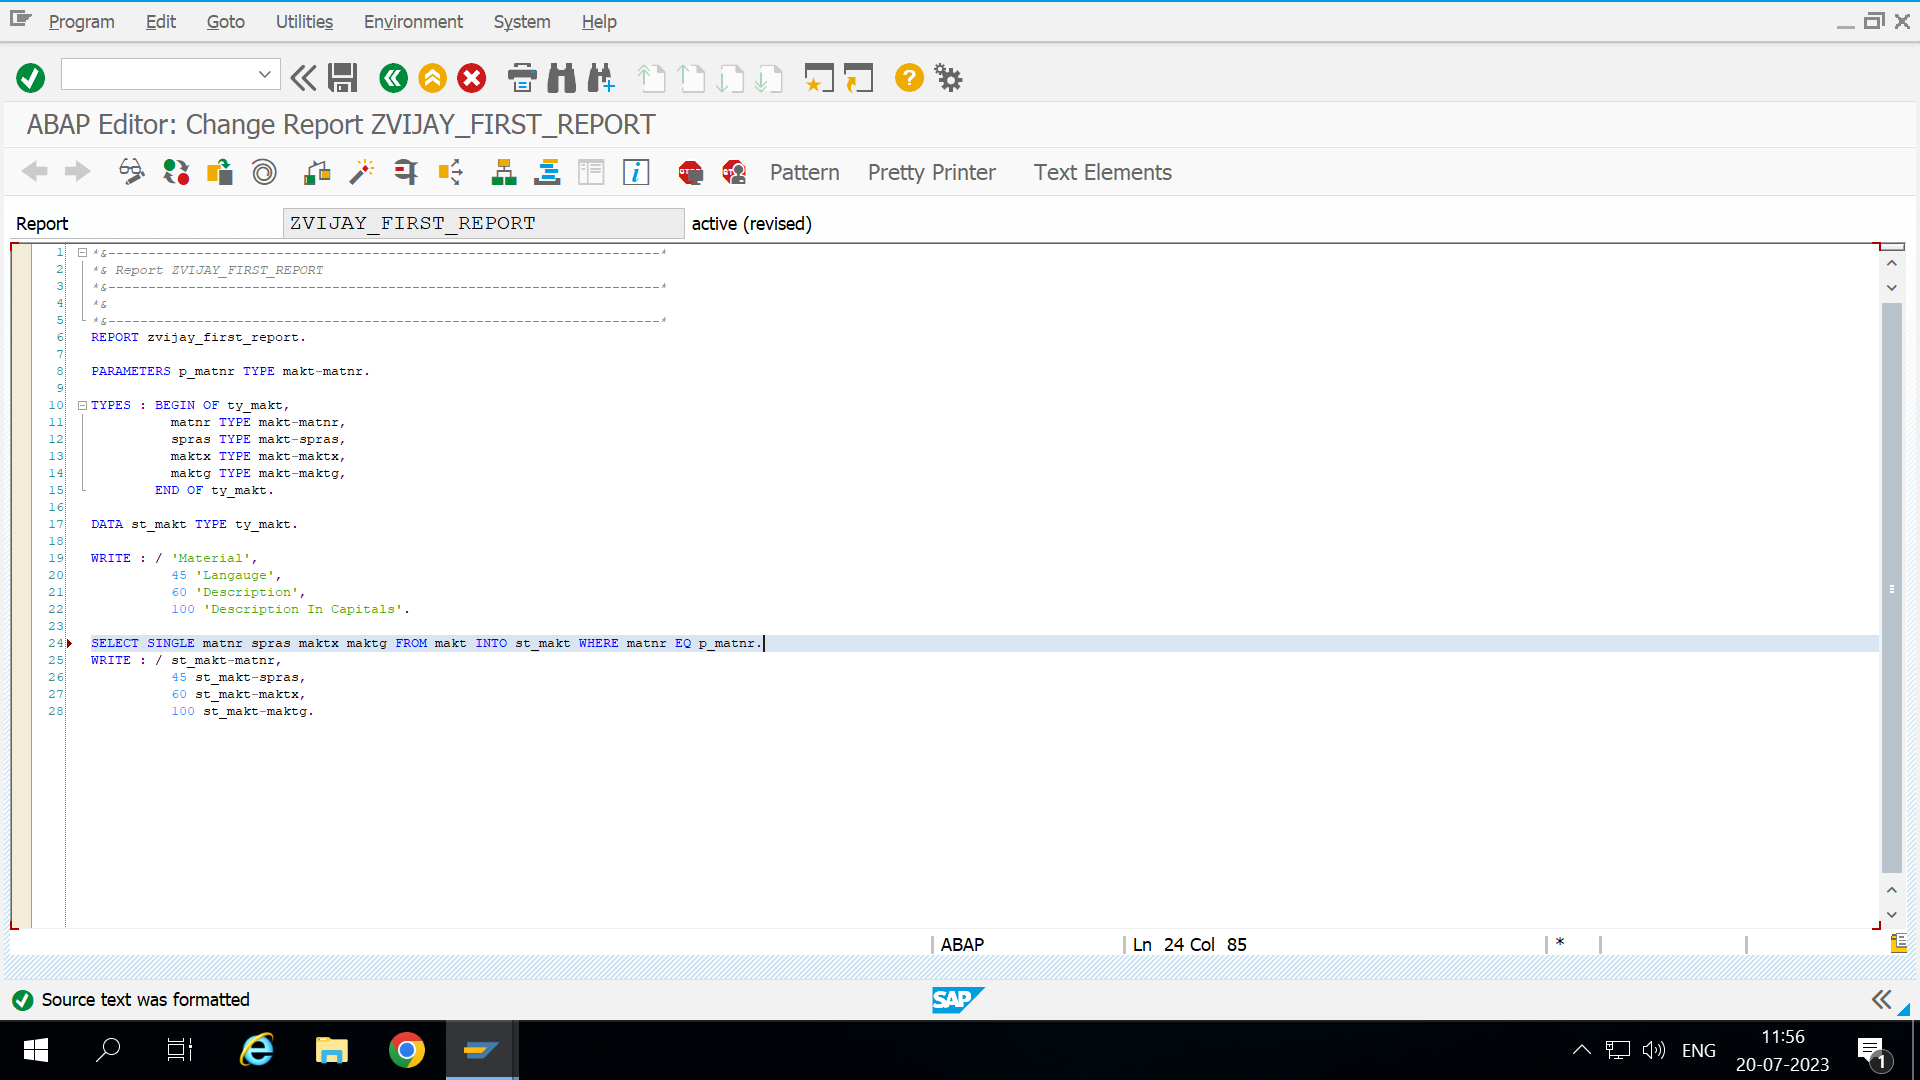 Program Edit Goto Utilities Environment System Help
ABAP Editor: Change Report ZVIJAY_FIRST_REPORT
Pattern Pretty Printer Text Elements
Report ZVIJAY_FIRST_REPORT active (revised)
1 *&---------------------------------------------------------------------*
2 *& Report ZVIJAY_FIRST_REPORT
3 *&---------------------------------------------------------------------*
4 *&
5 *&---------------------------------------------------------------------*
6 REPORT zvijay_first_report.
7
8 PARAMETERS p_matnr TYPE makt-matnr.
9
10 TYPES : BEGIN OF ty_makt,
11 matnr TYPE makt-matnr,
12 spras TYPE makt-spras,
13 maktx TYPE makt-maktx,
14 maktg TYPE makt-maktg,
15 END OF ty_makt.
16
17 DATA st_makt TYPE ty_makt.
18
19 WRITE : / 'Material',
20 45 'Langauge',
21 60 'Description',
22 100 'Description In Capitals'.
23
24 SELECT SINGLE matnr spras maktx maktg FROM makt INTO st_makt WHERE matnr EQ p_matnr.
25 WRITE : / st_makt-matnr,
26 45 st_makt-spras,
27 60 st_makt-maktx,
28 100 st_makt-maktg.
ABAP Ln 24 Col 85 *
Source text was formatted SAP
ENG 11:56
20-07-2023 1